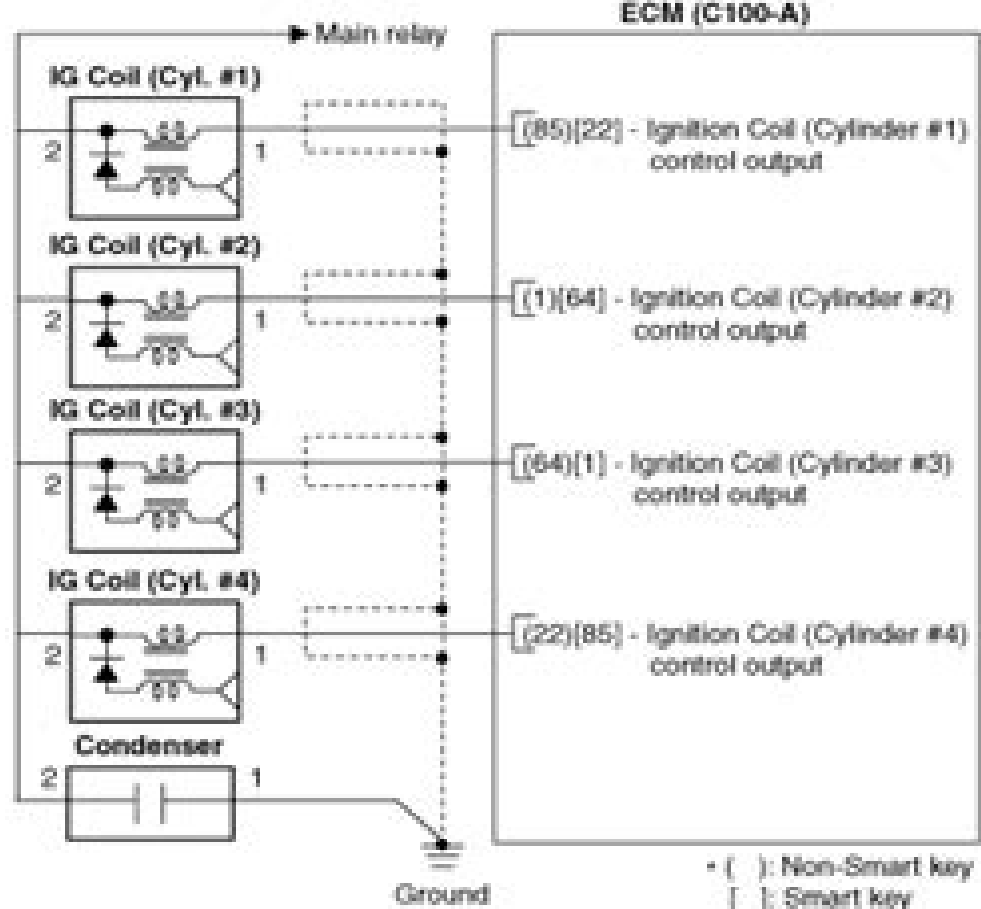 ECM (C100-A)
Main relay
IG Coil (Cyl. #1)
2
1
(85)[22] - Ignition Coil (Cylinder #1)
control output
IG Coil (Cyl. #2)
2
1
(1)[64] - Ignition Coil (Cylinder #2)
control output
IG Coil (Cyl. #3)
2
1
(64)[1] - Ignition Coil (Cylinder #3)
control output
IG Coil (Cyl. #4)
2
1
(22)[85] - Ignition Coil (Cylinder #4)
control output
Condenser
2
1
Ground
• ( ): Non-Smart key
[ ]: Smart key